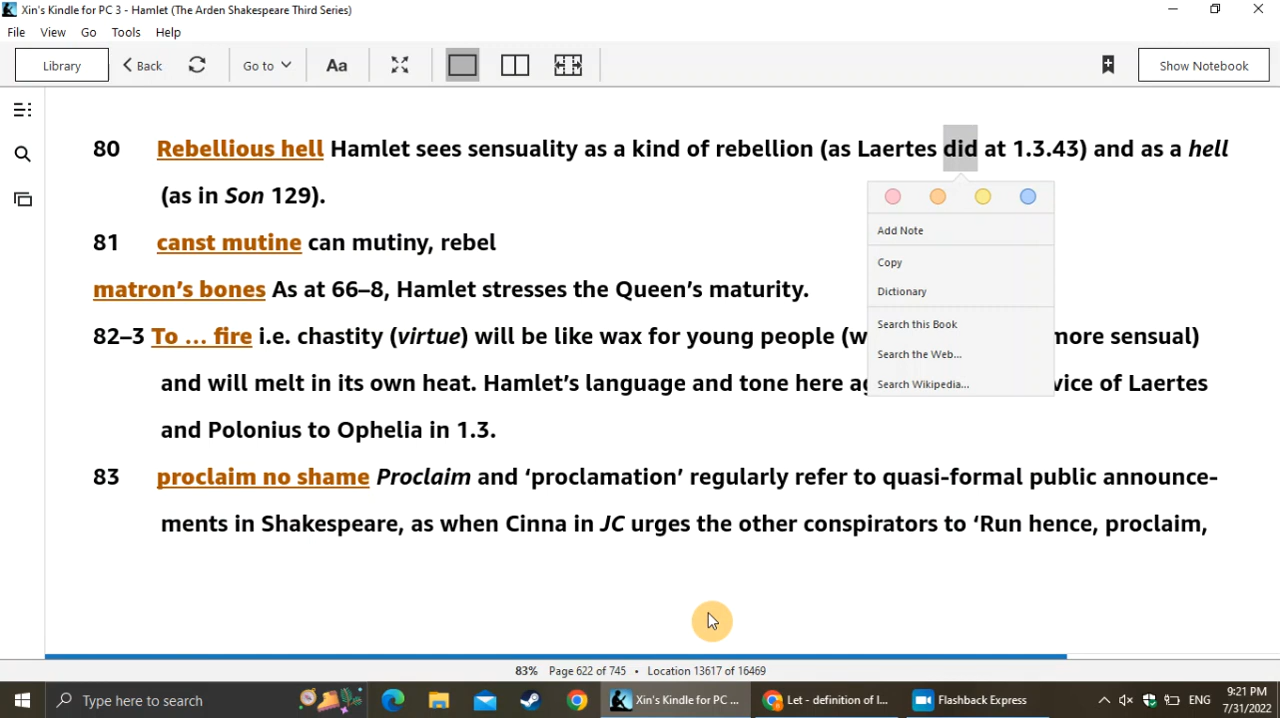 Xin's Kindle for PC 3 - Hamlet (The Arden Shakespeare Third Series)
File View Go Tools Help
Library Back Go to Aa Show Notebook
80 Rebellious hell Hamlet sees sensuality as a kind of rebellion (as Laertes did at 1.3.43) and as a hell
(as in Son 129).
81 canst mutine can mutiny, rebel
matron’s bones As at 66–8, Hamlet stresses the Queen’s maturity.
82–3 To … fire i.e. chastity (virtue) will be like wax for young people (w more sensual)
and will melt in its own heat. Hamlet’s language and tone here ag vice of Laertes
and Polonius to Ophelia in 1.3.
83 proclaim no shame Proclaim and ‘proclamation’ regularly refer to quasi-formal public announce-
ments in Shakespeare, as when Cinna in JC urges the other conspirators to ‘Run hence, proclaim,
Add Note
Copy
Dictionary
Search this Book
Search the Web...
Search Wikipedia...
83% Page 622 of 745 • Location 13617 of 16469
Type here to search Xin's Kindle for PC ... Let - definition of l... Flashback Express ENG 9:21 PM
7/31/2022